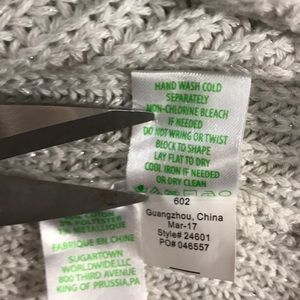 HAND WASH COLD
SEPARATELY
NON-CHLORINE BLEACH
IF NEEDED
DO NOT WRING OR TWIST
BLOCK TO SHAPE
LAY FLAT TO DRY
COOL IRON IF NEEDED
OR DRY CLEAN
602
Guangzhou, China
Mar-17
Style# 24601
PO# 046557
METALLIC
FABRIQUE EN CHINE
SUGARTOWN
WORLDWIDE LLC
800 THIRD AVENUE
KING OF PRUSSIA, PA